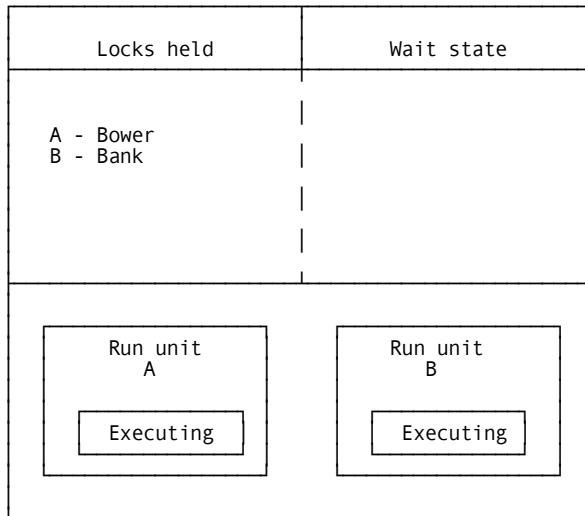 Locks held
Wait state
A - Bower
B - Bank
Run unit
A
Executing
Run unit
B
Executing